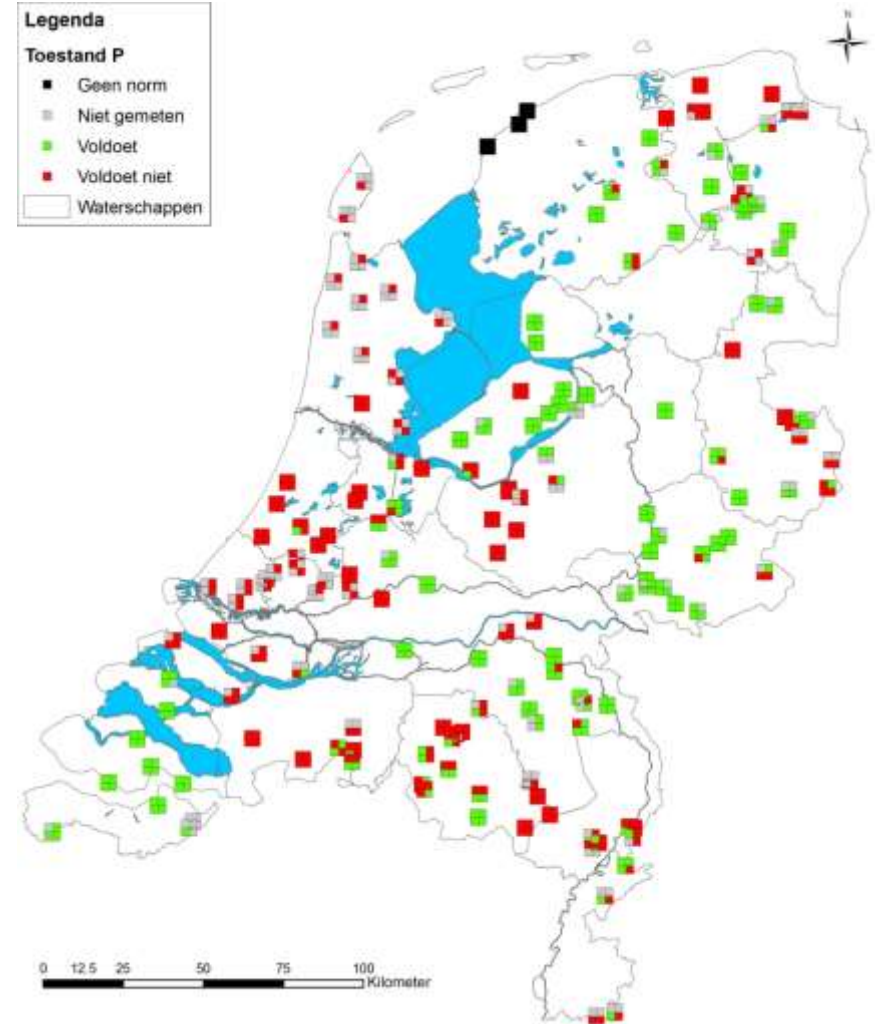 Legenda
Toestand P
Geen norm
Niet gemeten
Voldoet
Voldoet niet
Waterschappen
N
0 12.5 25 50 75 100
Kilometer